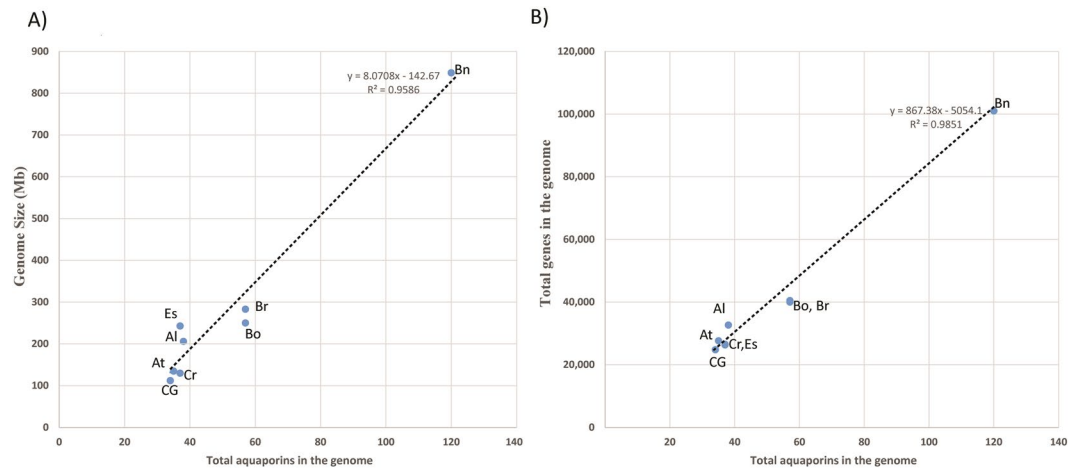 A)
900
800
700
600
500
400
300
200
100
0
Genome Size (Mb)
y = 8.0708x - 142.67
R² = 0.9586
Bn
Es
Al
At
CG
Cr
Br
Bo
0 20 40 60 80 100 120 140
Total aquaporins in the genome
B)
120,000
100,000
80,000
60,000
40,000
20,000
0
Total genes in the genome
y = 867.38x - 5054.1
R² = 0.9851
Bn
Al
At
Cr,Es
CG
Bo, Br
20 40 60 80 100 120 140
Total aquaporins in the genome